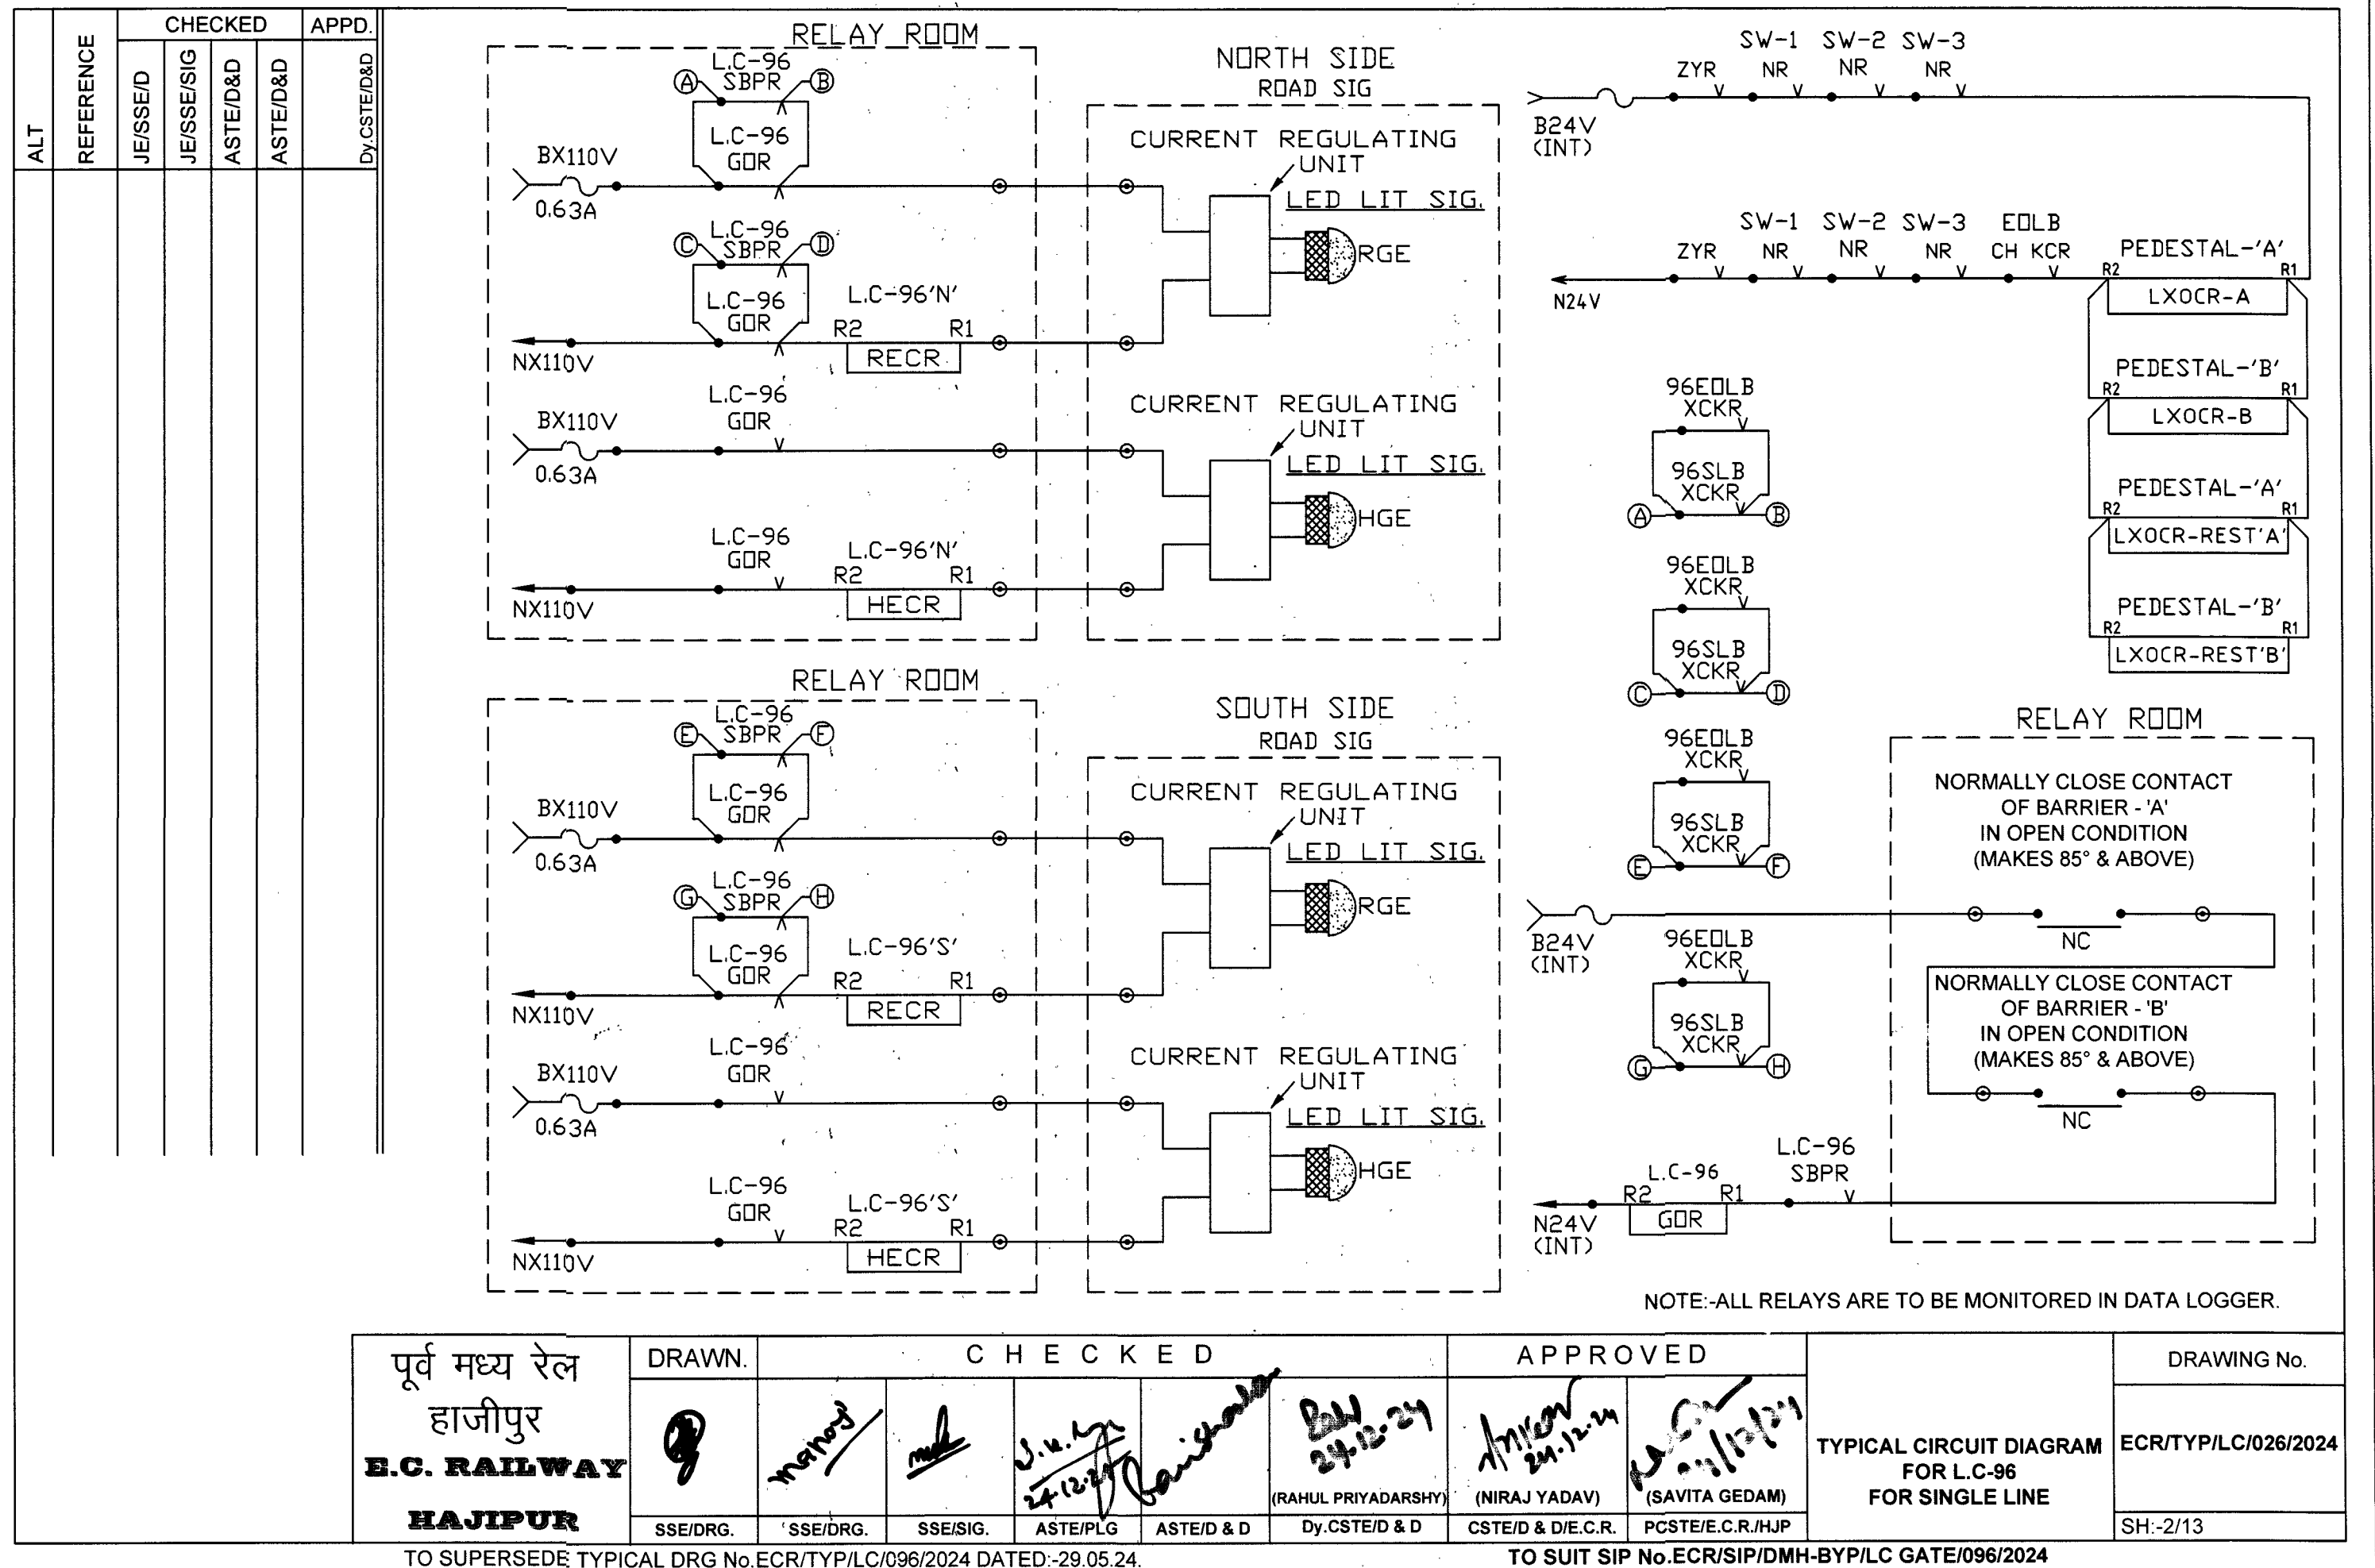 CHECKED
APPD.
ALT
REFERENCE
JE/SSE/D
JE/SSE/SIG
ASTE/D&D
ASTE/D&D
Dy.CSTE/D&D
RELAY ROOM
L.C-96
SBPR
A
B
L.C-96
GOR
BX110V
0.63A
L.C-96
SBPR
C
D
L.C-96
GOR
L.C-96'N'
R2
R1
RECR
NX110V
L.C-96
GOR
BX110V
0.63A
L.C-96
GOR
L.C-96'N'
R2
R1
HECR
NX110V
NORTH SIDE
ROAD SIG
CURRENT REGULATING
UNIT
LED LIT SIG.
RGE
CURRENT REGULATING
UNIT
LED LIT SIG.
HGE
RELAY ROOM
L.C-96
SBPR
E
F
L.C-96
GOR
BX110V
0.63A
L.C-96
SBPR
G
H
L.C-96
GOR
L.C-96'S'
R2
R1
RECR
NX110V
L.C-96
GOR
BX110V
0.63A
L.C-96
GOR
L.C-96'S'
R2
R1
HECR
NX110V
SOUTH SIDE
ROAD SIG
CURRENT REGULATING
UNIT
LED LIT SIG.
RGE
CURRENT REGULATING
UNIT
LED LIT SIG.
HGE
SW-1 SW-2 SW-3
ZYR NR NR NR
B24V
(INT)
SW-1 SW-2 SW-3 EOLB
ZYR NR NR NR CH KCR
N24V
PEDESTAL-'A'
R2
R1
LXOCR-A
PEDESTAL-'B'
R2
R1
LXOCR-B
PEDESTAL-'A'
R2
R1
LXOCR-REST'A'
PEDESTAL-'B'
R2
R1
LXOCR-REST'B'
96EOLB
XCKR
96SLB
XCKR
A
B
96EOLB
XCKR
96SLB
XCKR
C
D
96EOLB
XCKR
96SLB
XCKR
E
F
96EOLB
XCKR
96SLB
XCKR
G
H
RELAY ROOM
NORMALLY CLOSE CONTACT
OF BARRIER - 'A'
IN OPEN CONDITION
(MAKES 85° & ABOVE)
B24V
(INT)
NC
NORMALLY CLOSE CONTACT
OF BARRIER - 'B'
IN OPEN CONDITION
(MAKES 85° & ABOVE)
NC
L.C-96
SBPR
L.C-96
R2
R1
GOR
N24V
(INT)
NOTE:-ALL RELAYS ARE TO BE MONITORED IN DATA LOGGER.
पूर्व मध्य रेल
हाजीपुर
E.C. RAILWAY
HAJIPUR
DRAWN.
CHECKED
APPROVED
manoj
24-12-24
24-12-24
24.12.24
(RAHUL PRIYADARSHY)
(NIRAJ YADAV)
(SAVITA GEDAM)
SSE/DRG.
SSE/DRG.
SSE/SIG.
ASTE/PLG
ASTE/D & D
Dy.CSTE/D & D
CSTE/D & D/E.C.R.
PCSTE/E.C.R./HJP
TYPICAL CIRCUIT DIAGRAM
FOR L.C-96
FOR SINGLE LINE
DRAWING No.
ECR/TYP/LC/026/2024
SH:-2/13
TO SUPERSEDE TYPICAL DRG No.ECR/TYP/LC/096/2024 DATED:-29.05.24.
TO SUIT SIP No.ECR/SIP/DMH-BYP/LC GATE/096/2024